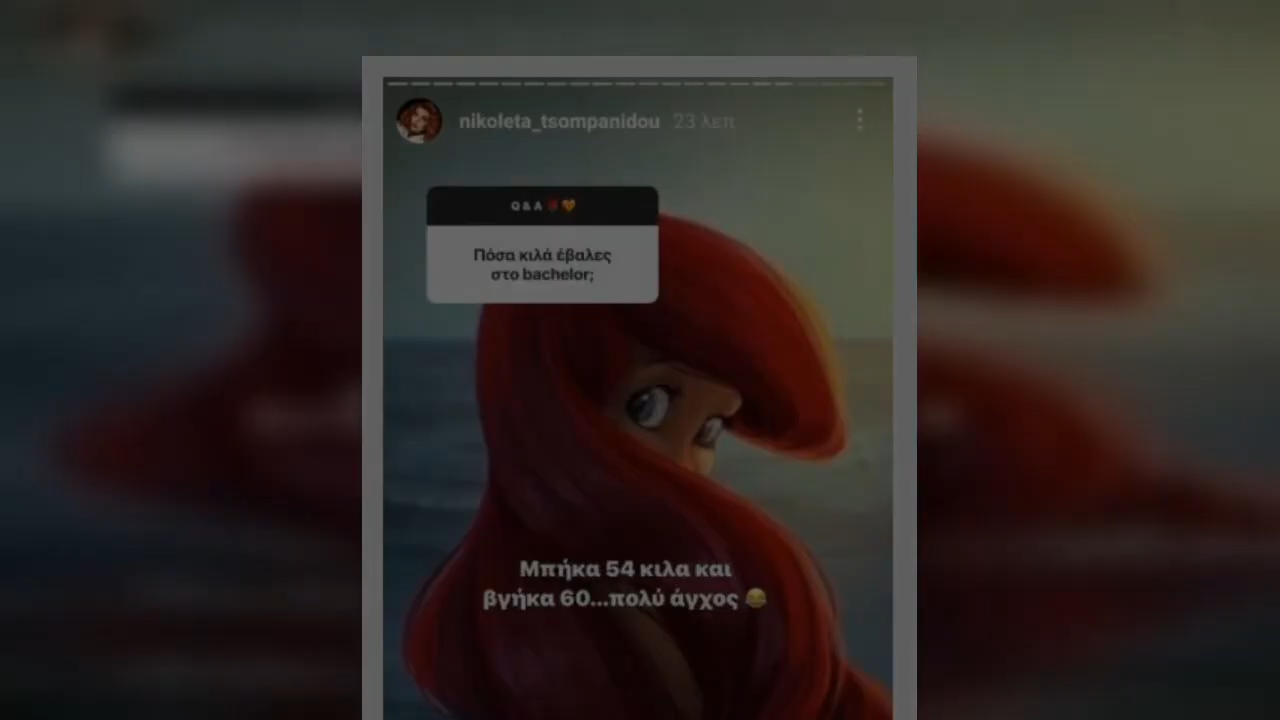 nikoleta_tsompanidou 23 λεπ
Q & A
Πόσα κιλά έβαλες
στο bachelor;
Μπήκα 54 κιλα και
βγήκα 60...πολύ άγχος 😂